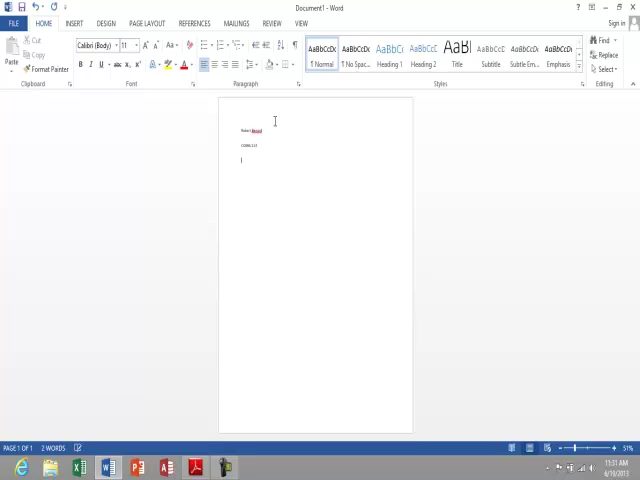 Document1 - Word
Sign in
FILE HOME INSERT DESIGN PAGE LAYOUT REFERENCES MAILINGS REVIEW VIEW
Paste
Cut
Copy
Format Painter
Clipboard
Calibri (Body) 11
Font
Paragraph
AaBbCcDc AaBbCcDc AaBbCc AaBbCcC AaBl AaBbCcD AaBbCcDc AaBbCcDc
¶ Normal ¶ No Spac... Heading 1 Heading 2 Title Subtitle Subtle Em... Emphasis
Styles
Find
Replace
Select
Editing
PAGE 1 OF 1 2 WORDS
51%
11:31 AM
6/10/2013